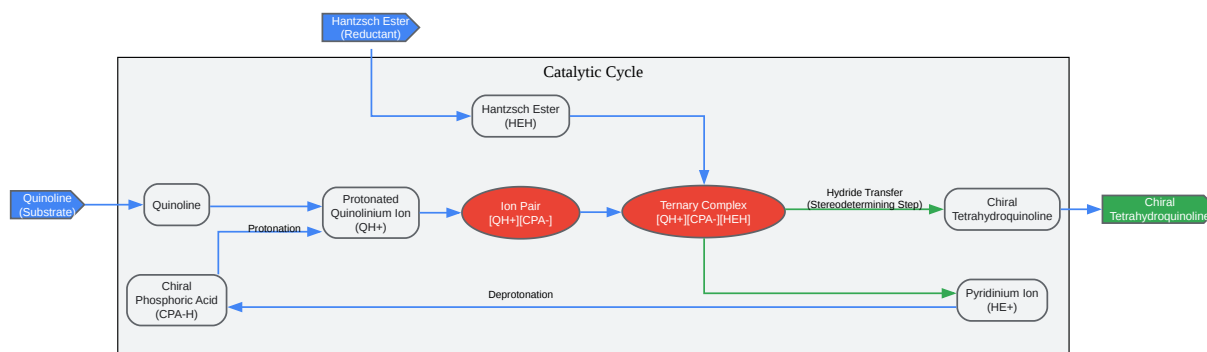 Hantzsch Ester
(Reductant)
Catalytic Cycle
Hantzsch Ester
(HEH)
Quinoline
(Substrate)
Quinoline
Protonated
Quinolinium Ion
(QH+)
Ion Pair
[QH+][CPA-]
Ternary Complex
[QH+][CPA-][HEH]
Hydride Transfer
(Stereodetermining Step)
Chiral
Tetrahydroquinoline
Chiral
Tetrahydroquinoline
Protonation
Chiral
Phosphoric Acid
(CPA-H)
Deprotonation
Pyridinium Ion
(HE+)